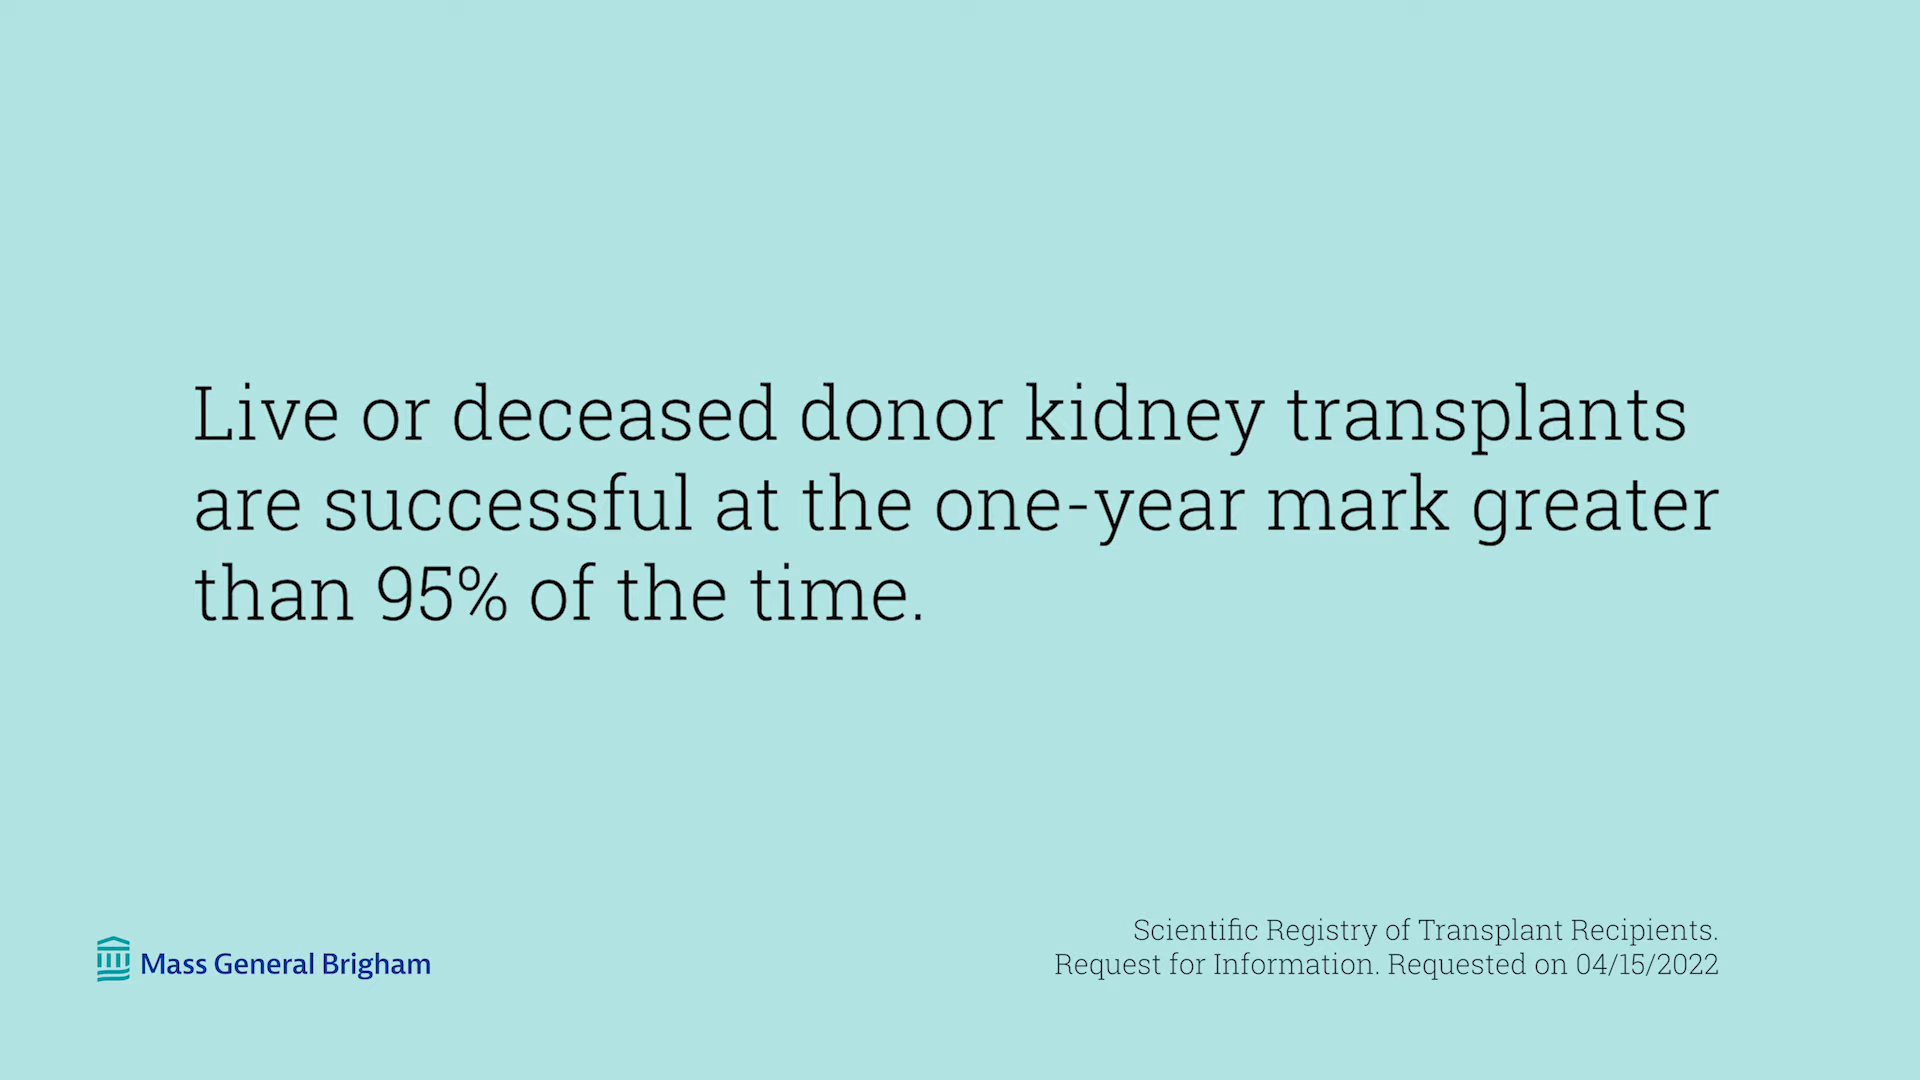 Live or deceased donor kidney transplants
are successful at the one-year mark greater
than 95% of the time.
Mass General Brigham
Scientific Registry of Transplant Recipients.
Request for Information. Requested on 04/15/2022